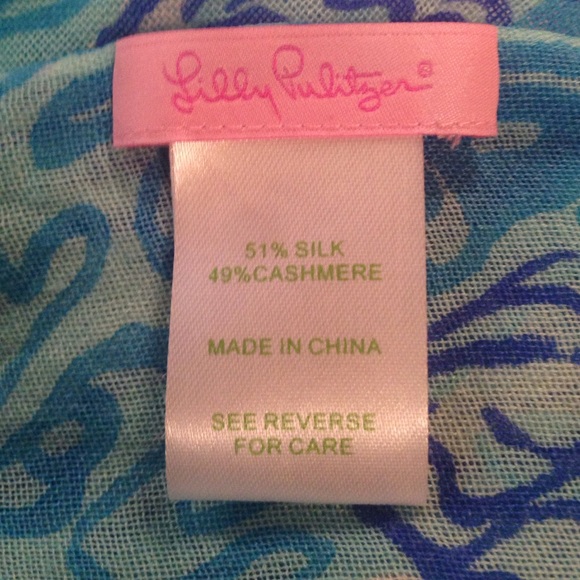 Lilly Pulitzer®
51% SILK
49%CASHMERE
MADE IN CHINA
SEE REVERSE
FOR CARE